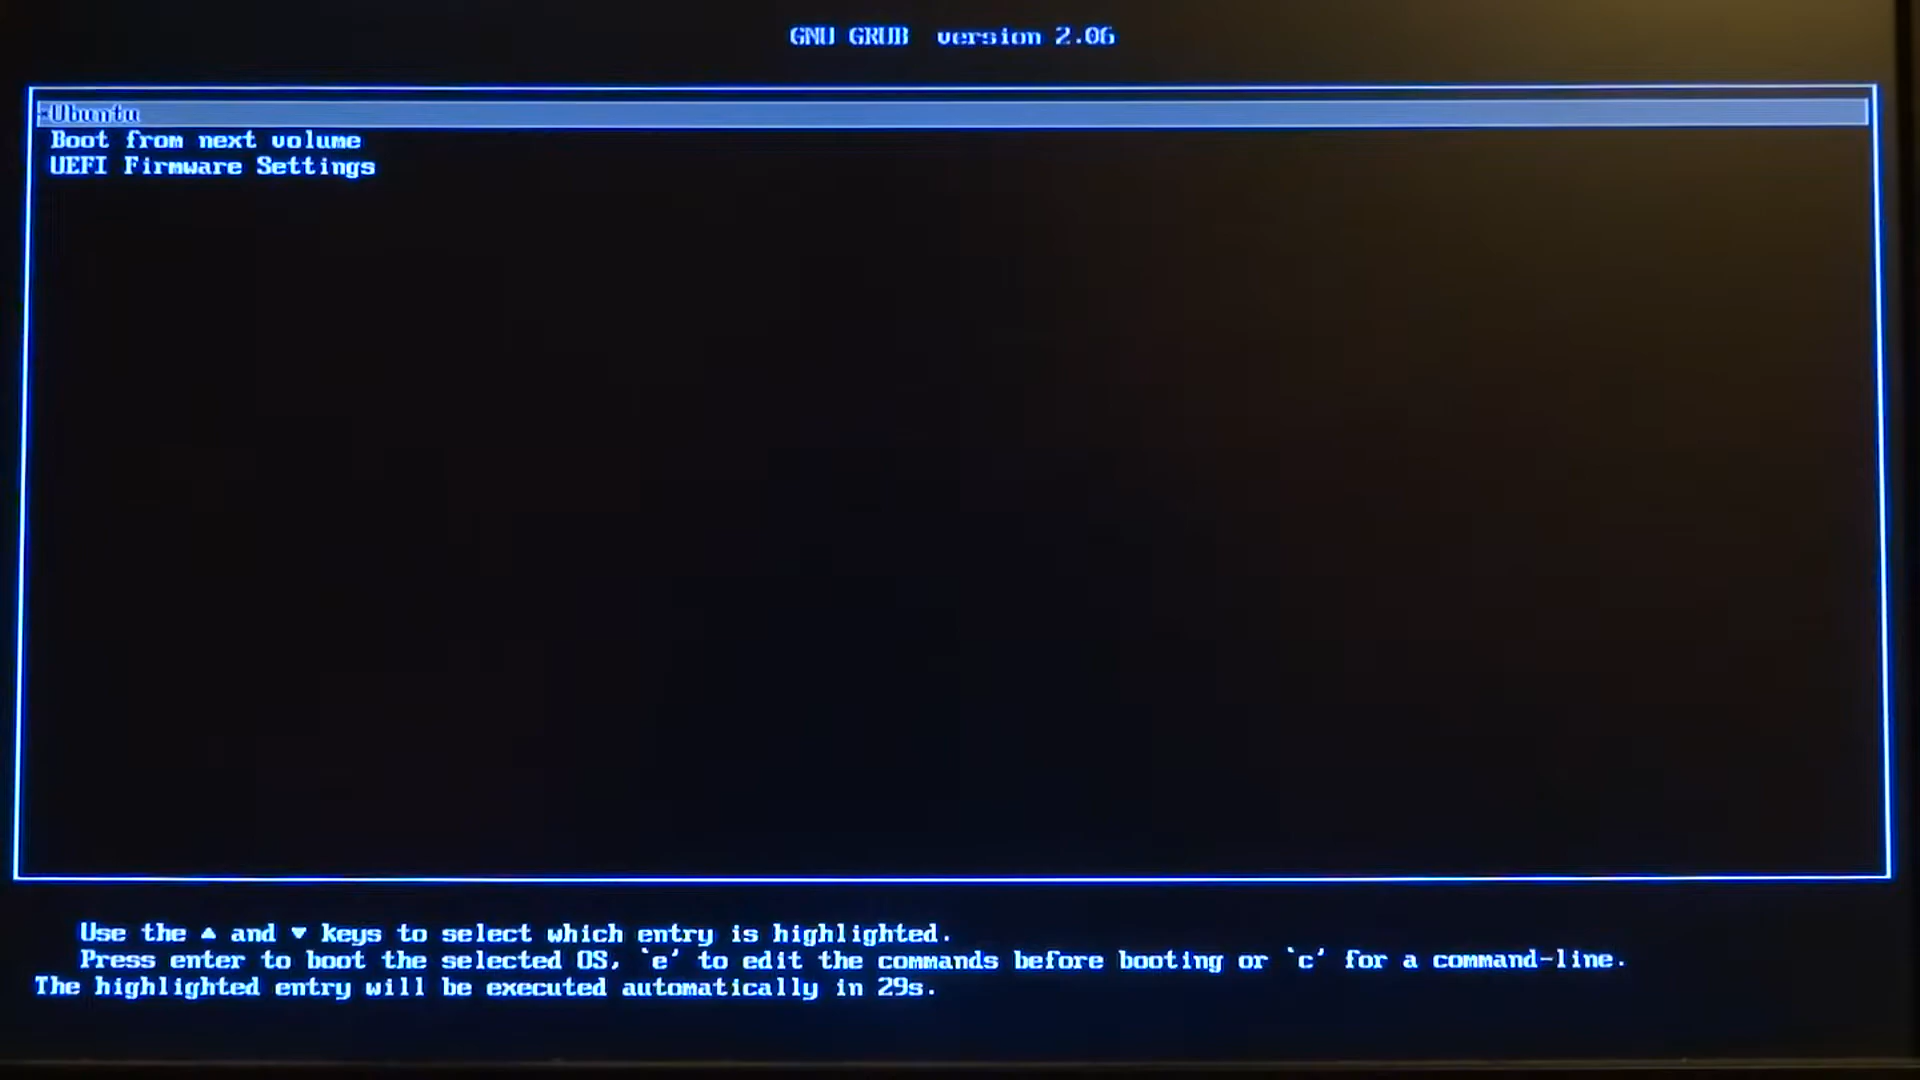 GNU GRUB version 2.06
*Ubuntu
Boot from next volume
UEFI Firmware Settings
Use the ▲ and ▼ keys to select which entry is highlighted.
Press enter to boot the selected OS, `e' to edit the commands before booting or `c' for a command-line.
The highlighted entry will be executed automatically in 29s.